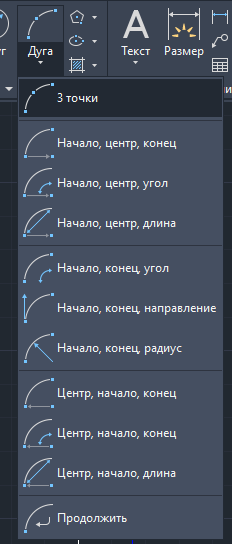 уг
Дуга
Текст
Размер
3 точки
Начало, центр, конец
Начало, центр, угол
Начало, центр, длина
Начало, конец, угол
Начало, конец, направление
Начало, конец, радиус
Центр, начало, конец
Центр, начало, конец
Центр, начало, длина
Продолжить